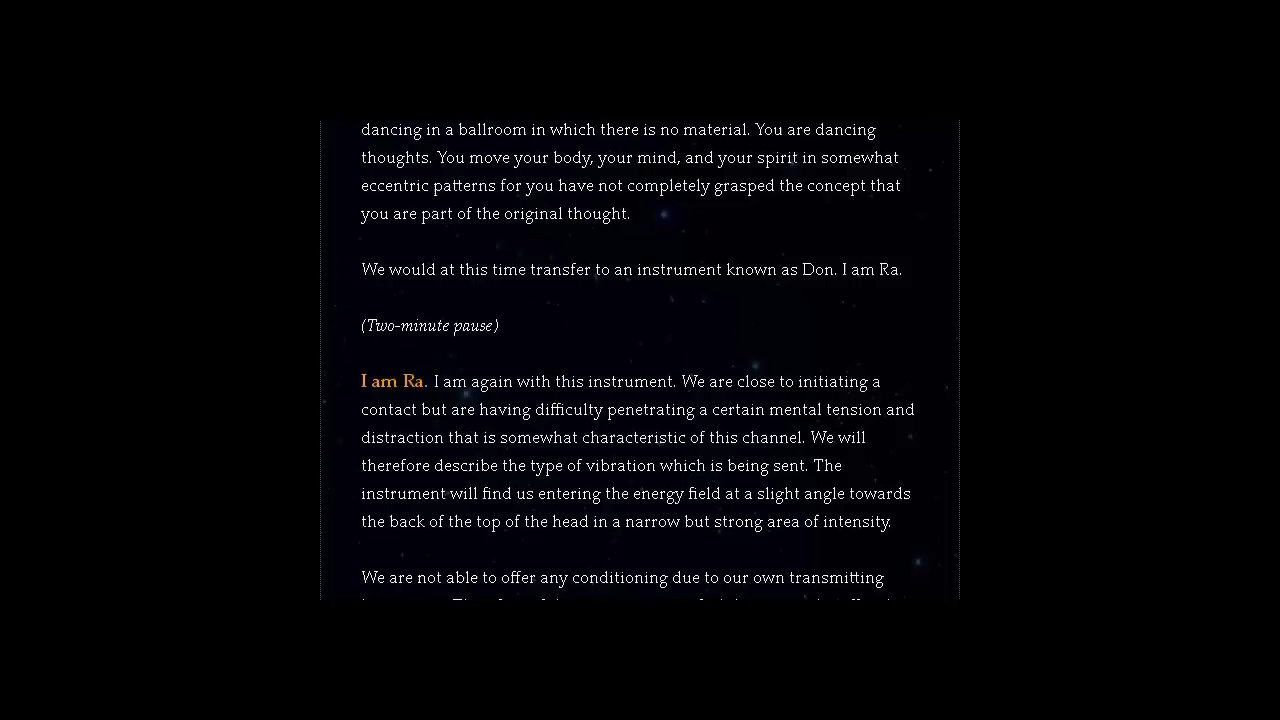 dancing in a ballroom in which there is no material. You are dancing
thoughts. You move your body, your mind, and your spirit in somewhat
eccentric patterns for you have not completely grasped the concept that
you are part of the original thought.
We would at this time transfer to an instrument known as Don. I am Ra.
(Two-minute pause)
I am Ra. I am again with this instrument. We are close to initiating a
contact but are having difficulty penetrating a certain mental tension and
distraction that is somewhat characteristic of this channel. We will
therefore describe the type of vibration which is being sent. The
instrument will find us entering the energy field at a slight angle towards
the back of the top of the head in a narrow but strong area of intensity.
We are not able to offer any conditioning due to our own transmitting